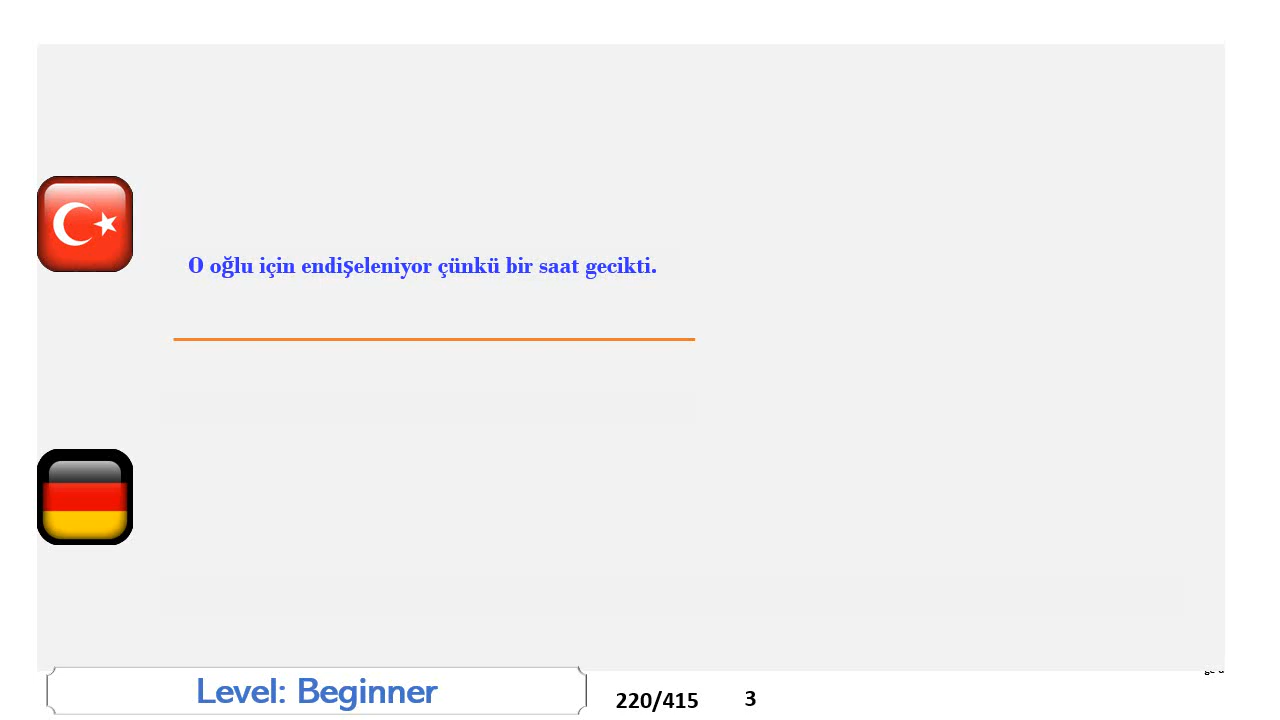 O oğlu için endişeleniyor çünkü bir saat gecikti.
Level: Beginner
220/415
3